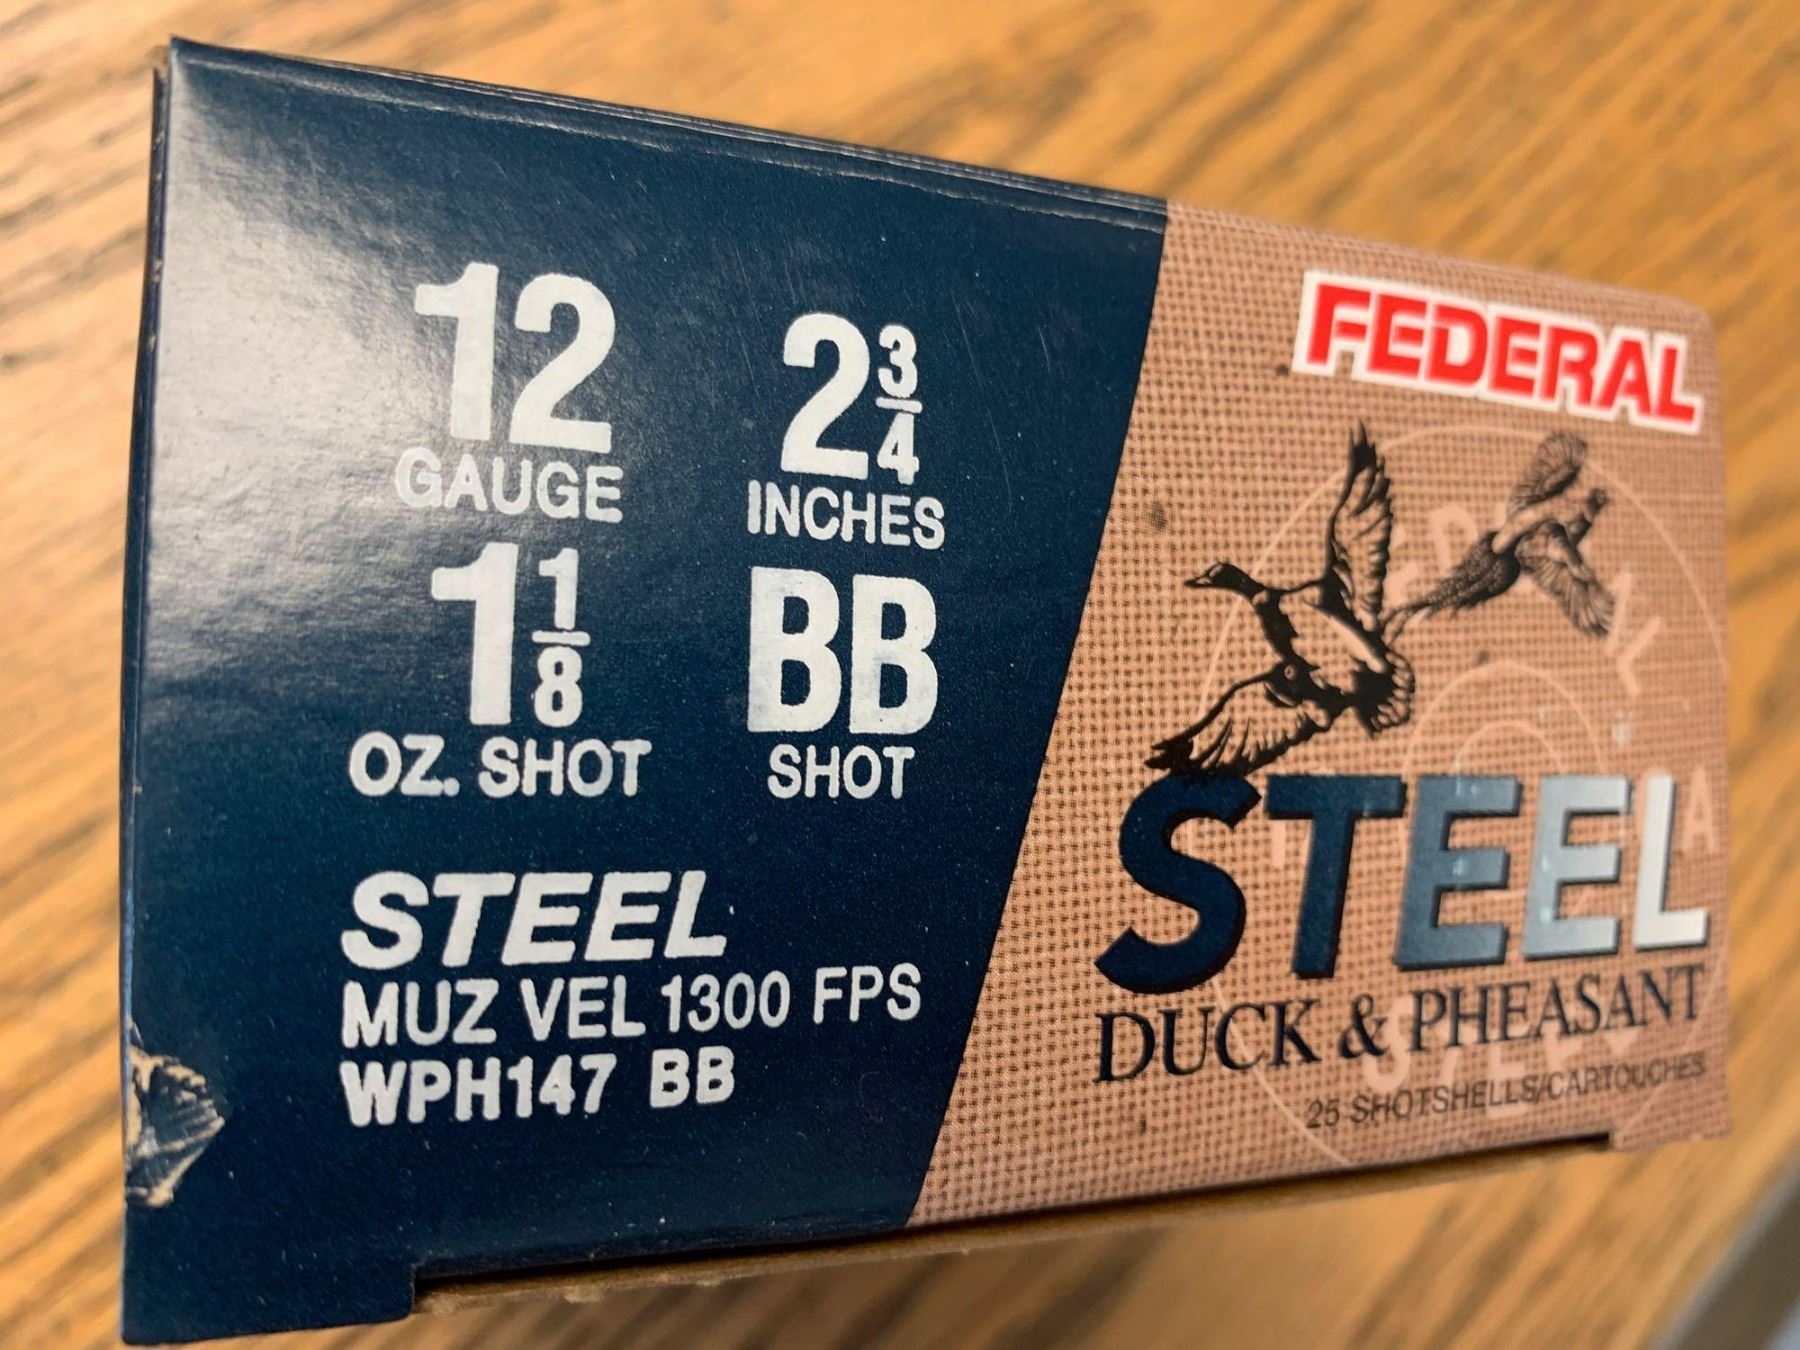 12
GAUGE
2 3/4
INCHES
1 1/8
OZ. SHOT
BB
SHOT
STEEL
MUZ VEL 1300 FPS
WPH147 BB
FEDERAL
STEEL
DUCK & PHEASANT
25 SHOTSHELLS/CARTOUCHES